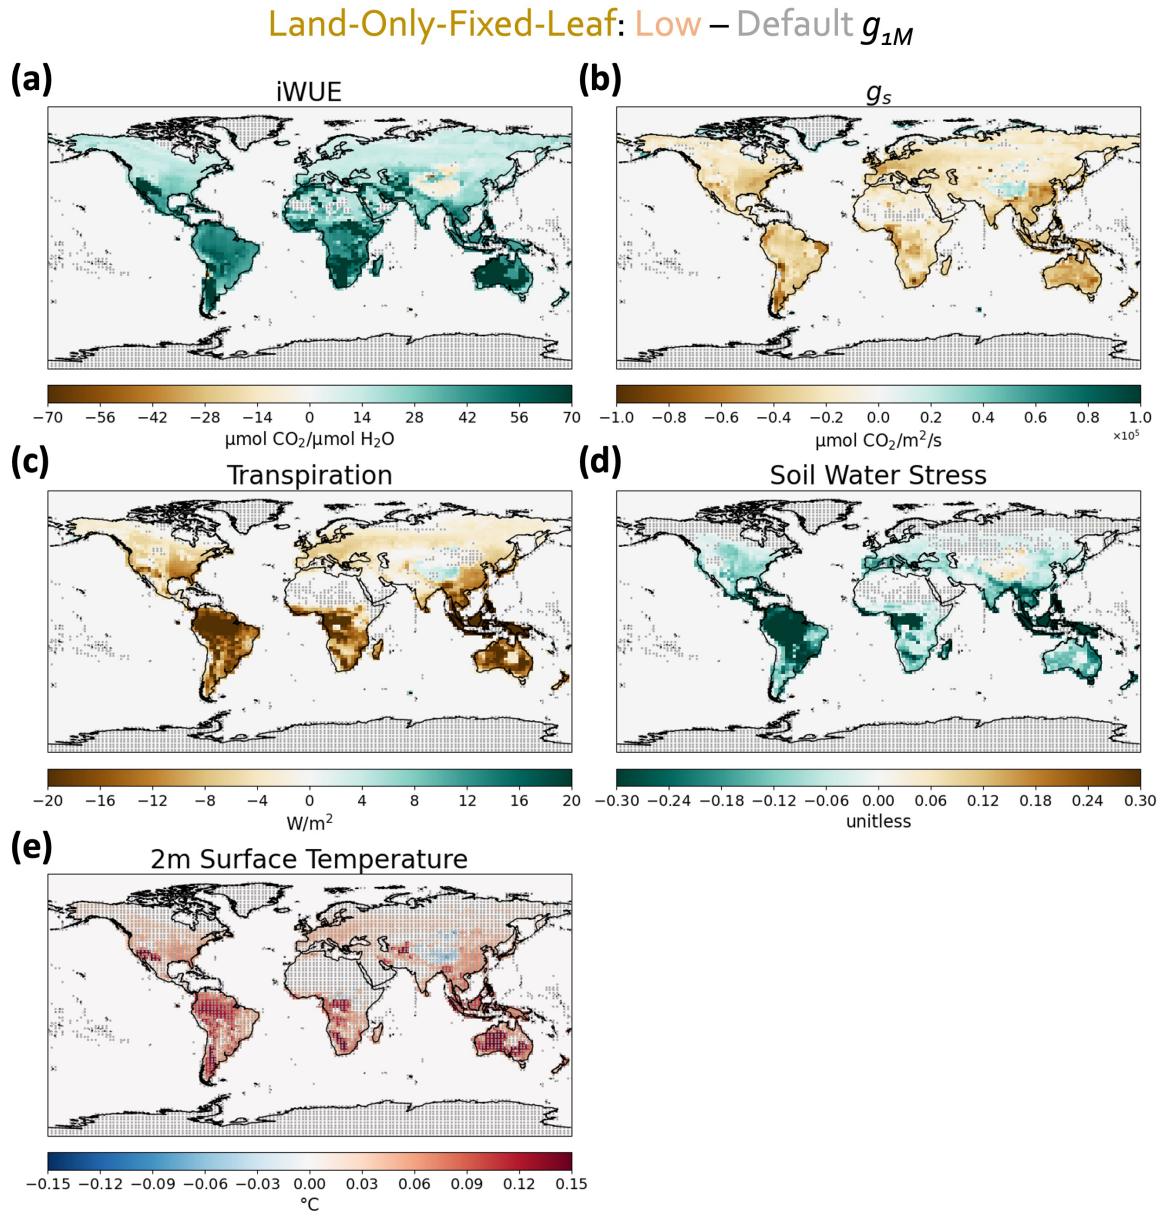 Land-Only-Fixed-Leaf: Low – Default g1M
(a)
iWUE
−70 −56 −42 −28 −14 0 14 28 42 56 70
μmol CO2/μmol H2O
(b)
gs
−1.0 −0.8 −0.6 −0.4 −0.2 0.0 0.2 0.4 0.6 0.8 1.0
×10⁵
μmol CO2/m²/s
(c)
Transpiration
−20 −16 −12 −8 −4 0 4 8 12 16 20
W/m²
(d)
Soil Water Stress
−0.30 −0.24 −0.18 −0.12 −0.06 0.00 0.06 0.12 0.18 0.24 0.30
unitless
(e)
2m Surface Temperature
−0.15 −0.12 −0.09 −0.06 −0.03 0.00 0.03 0.06 0.09 0.12 0.15
°C